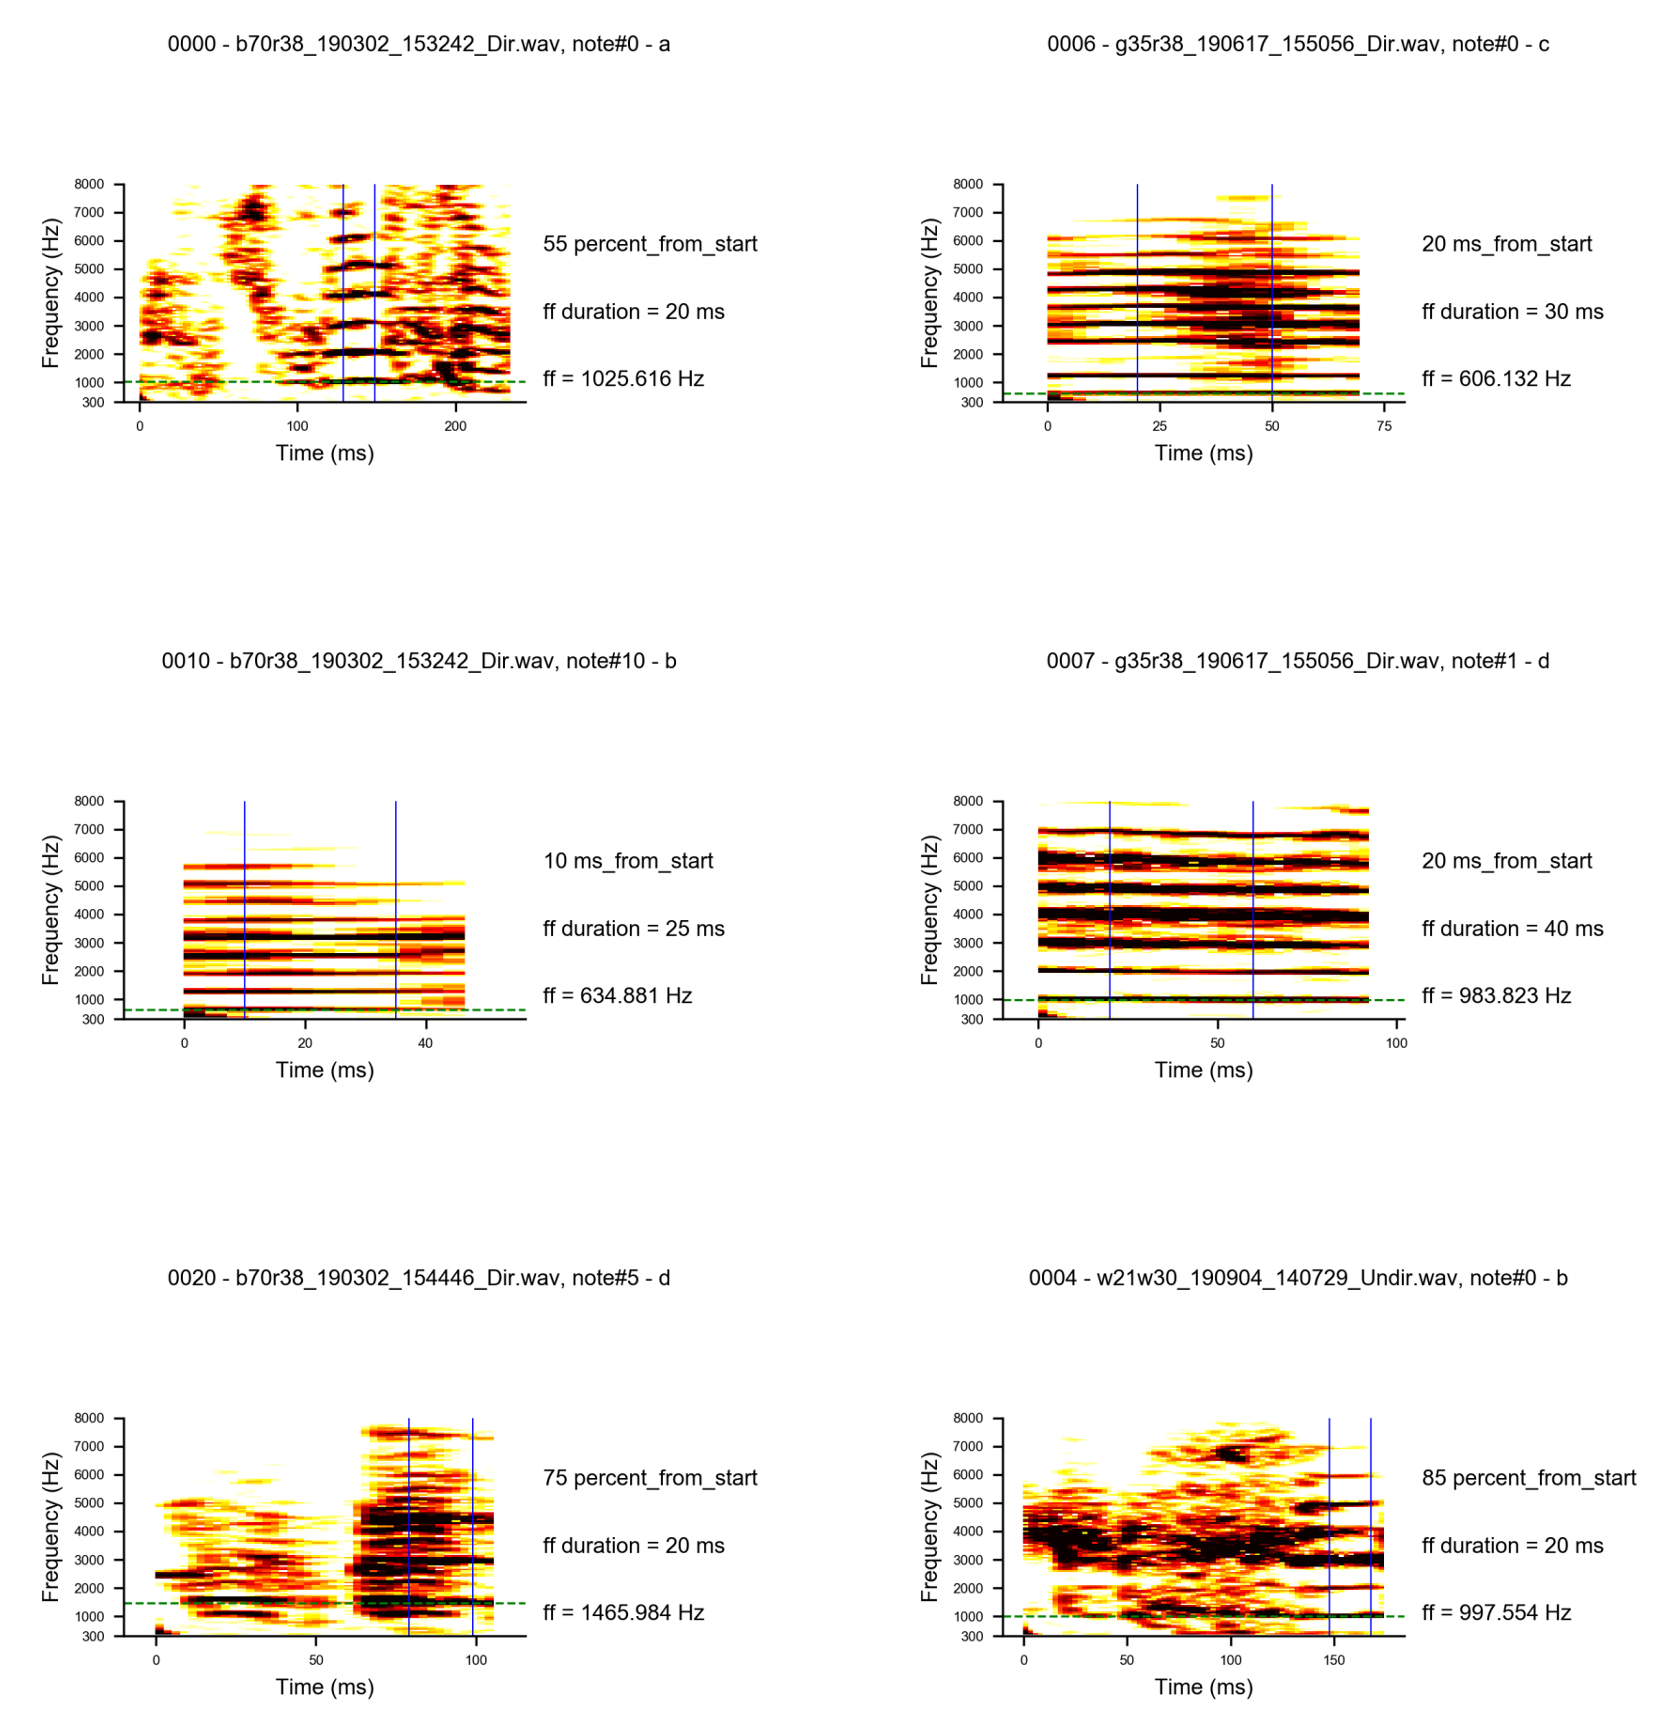 0000 - b70r38_190302_153242_Dir.wav, note#0 - a
8000
7000
6000
5000
4000
3000
2000
1000
300
Frequency (Hz)
0 100 200
Time (ms)
55 percent_from_start
ff duration = 20 ms
ff = 1025.616 Hz
0006 - g35r38_190617_155056_Dir.wav, note#0 - c
8000
7000
6000
5000
4000
3000
2000
1000
300
Frequency (Hz)
0 25 50 75
Time (ms)
20 ms_from_start
ff duration = 30 ms
ff = 606.132 Hz
0010 - b70r38_190302_153242_Dir.wav, note#10 - b
8000
7000
6000
5000
4000
3000
2000
1000
300
Frequency (Hz)
0 20 40
Time (ms)
10 ms_from_start
ff duration = 25 ms
ff = 634.881 Hz
0007 - g35r38_190617_155056_Dir.wav, note#1 - d
8000
7000
6000
5000
4000
3000
2000
1000
300
Frequency (Hz)
0 50 100
Time (ms)
20 ms_from_start
ff duration = 40 ms
ff = 983.823 Hz
0020 - b70r38_190302_154446_Dir.wav, note#5 - d
8000
7000
6000
5000
4000
3000
2000
1000
300
Frequency (Hz)
0 50 100
Time (ms)
75 percent_from_start
ff duration = 20 ms
ff = 1465.984 Hz
0004 - w21w30_190904_140729_Undir.wav, note#0 - b
8000
7000
6000
5000
4000
3000
2000
1000
300
Frequency (Hz)
0 50 100 150
Time (ms)
85 percent_from_start
ff duration = 20 ms
ff = 997.554 Hz